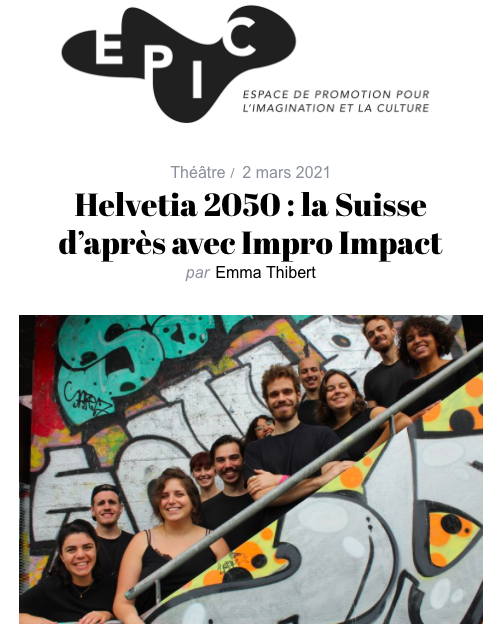 EPIC
ESPACE DE PROMOTION POUR
L'IMAGINATION ET LA CULTURE
Théâtre / 2 mars 2021
Helvetia 2050 : la Suisse
d'après avec Impro Impact
par Emma Thibert